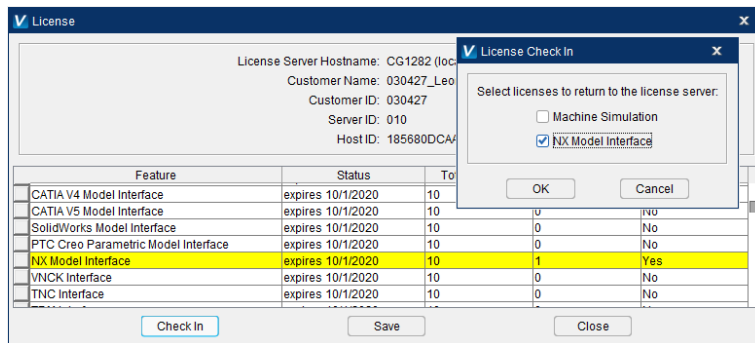 License
License Server Hostname: CG1282 (loca
Customer Name: 030427_Leo
Customer ID: 030427
Server ID: 010
Host ID: 185680DCAA
License Check In
Select licenses to return to the license server:
Machine Simulation
NX Model Interface
OK Cancel
Feature Status Tot
CATIA V4 Model Interface expires 10/1/2020 10 0 No
CATIA V5 Model Interface expires 10/1/2020 10 0 No
SolidWorks Model Interface expires 10/1/2020 10 0 No
PTC Creo Parametric Model Interface expires 10/1/2020 10 0 No
NX Model Interface expires 10/1/2020 10 1 Yes
VNCK Interface expires 10/1/2020 10 0 No
TNC Interface expires 10/1/2020 10 0 No
Check In Save Close